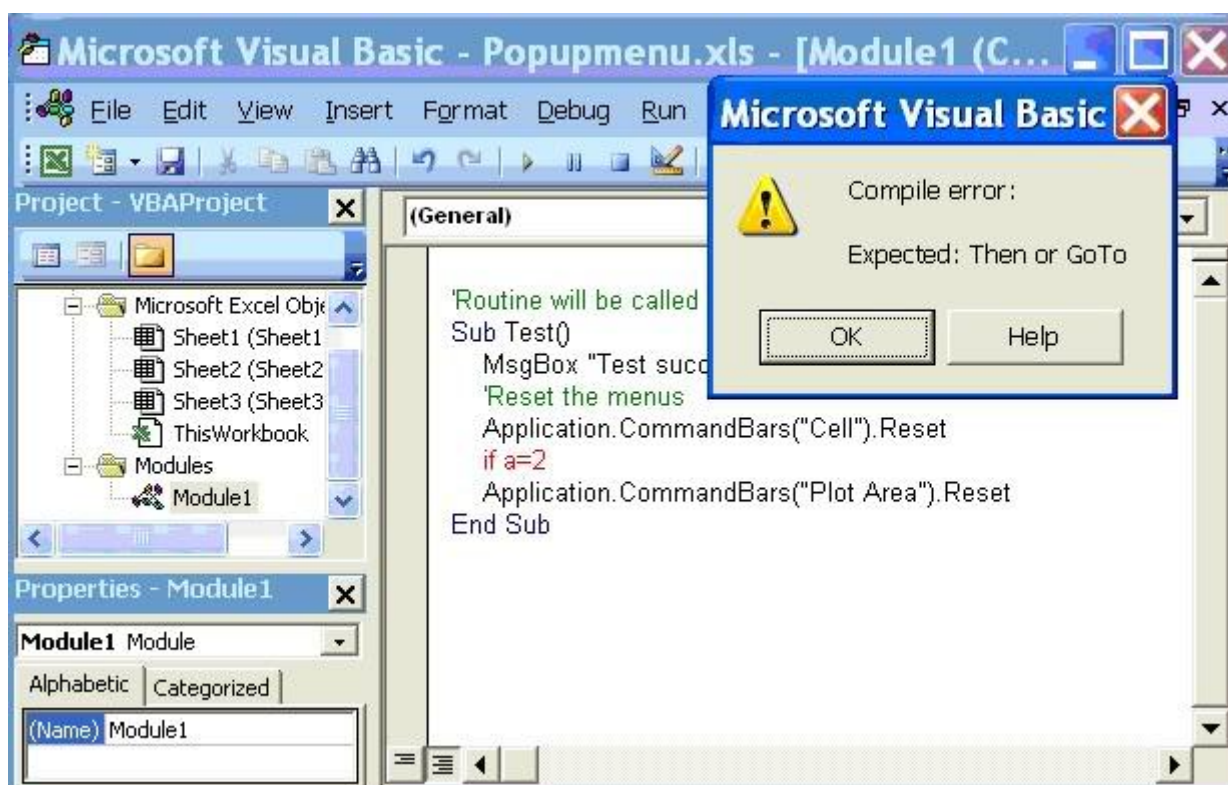 Microsoft Visual Basic - Popupmenu.xls - [Module1 (C...
File Edit View Insert Format Debug Run
Microsoft Visual Basic
Compile error:
Expected: Then or GoTo
OK Help
Project - VBAProject
Microsoft Excel Obje
Sheet1 (Sheet1
Sheet2 (Sheet2
Sheet3 (Sheet3
ThisWorkbook
Modules
Module1
Properties - Module1
Module1 Module
Alphabetic Categorized
(Name) Module1
(General)
'Routine will be called
Sub Test()
MsgBox "Test succ
'Reset the menus
Application.CommandBars("Cell").Reset
if a=2
Application.CommandBars("Plot Area").Reset
End Sub